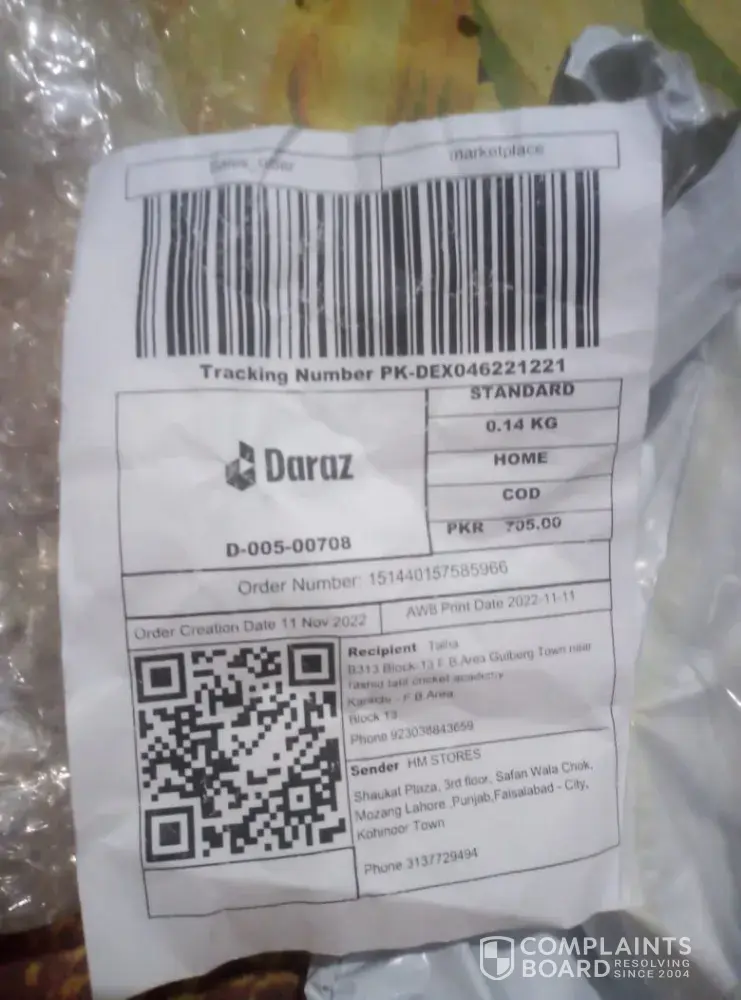 marketplace
Tracking Number PK-DEX046221221
STANDARD
0.14 KG
Daraz
HOME
COD
D-005-00708
PKR 705.00
Order Number: 151440157585966
Order Creation Date 11 Nov 2022
AWB Print Date 2022-11-11
Recipient Talha
B313 Block 13 F B Area Gulberg Town near
rashid latif cricket academy
Karachi - F B Area
Block 13
Phone 923038843659
Sender HM STORES
Shaukat Plaza, 3rd floor, Safan Wala Chok,
Mozang Lahore ,Punjab,Faisalabad - City,
Kohinoor Town
Phone 3137729494
COMPLAINTS
BOARD RESOLVING
SINCE 2004